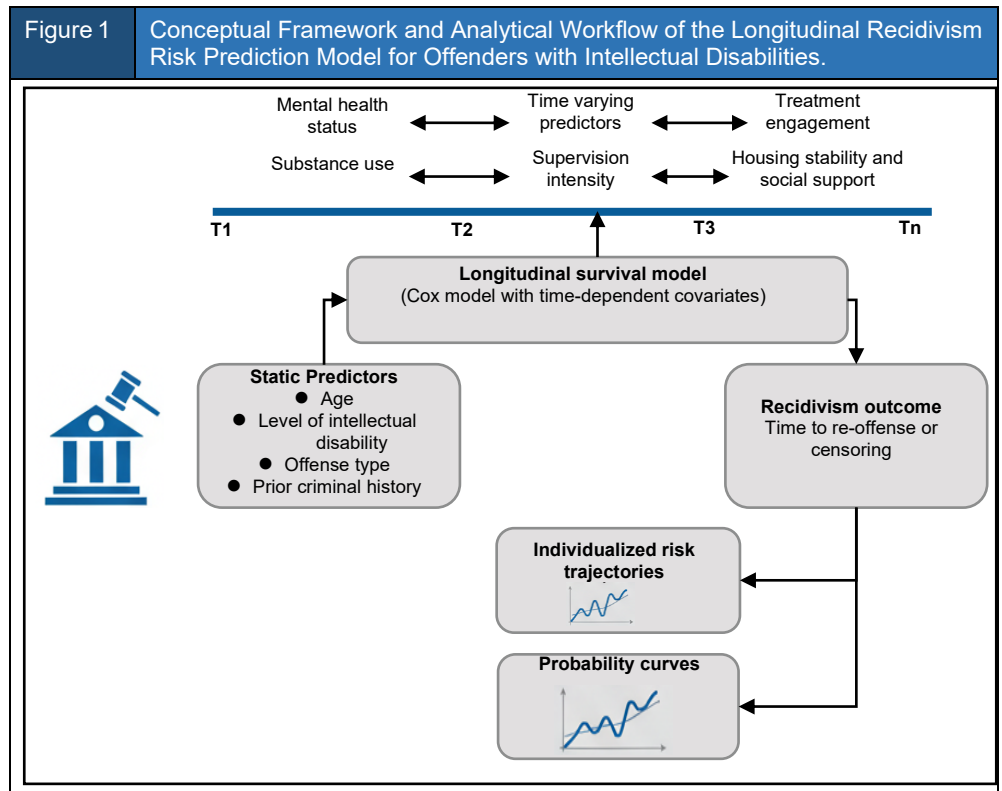 Figure 1
Conceptual Framework and Analytical Workflow of the Longitudinal Recidivism
Risk Prediction Model for Offenders with Intellectual Disabilities.
Mental health
status
Time varying
predictors
Treatment
engagement
Substance use
Supervision
intensity
Housing stability and
social support
T1
T2
T3
Tn
Longitudinal survival model
(Cox model with time-dependent covariates)
Static Predictors
● Age
● Level of intellectual
disability
● Offense type
● Prior criminal history
Recidivism outcome
Time to re-offense or
censoring
Individualized risk
trajectories
Probability curves